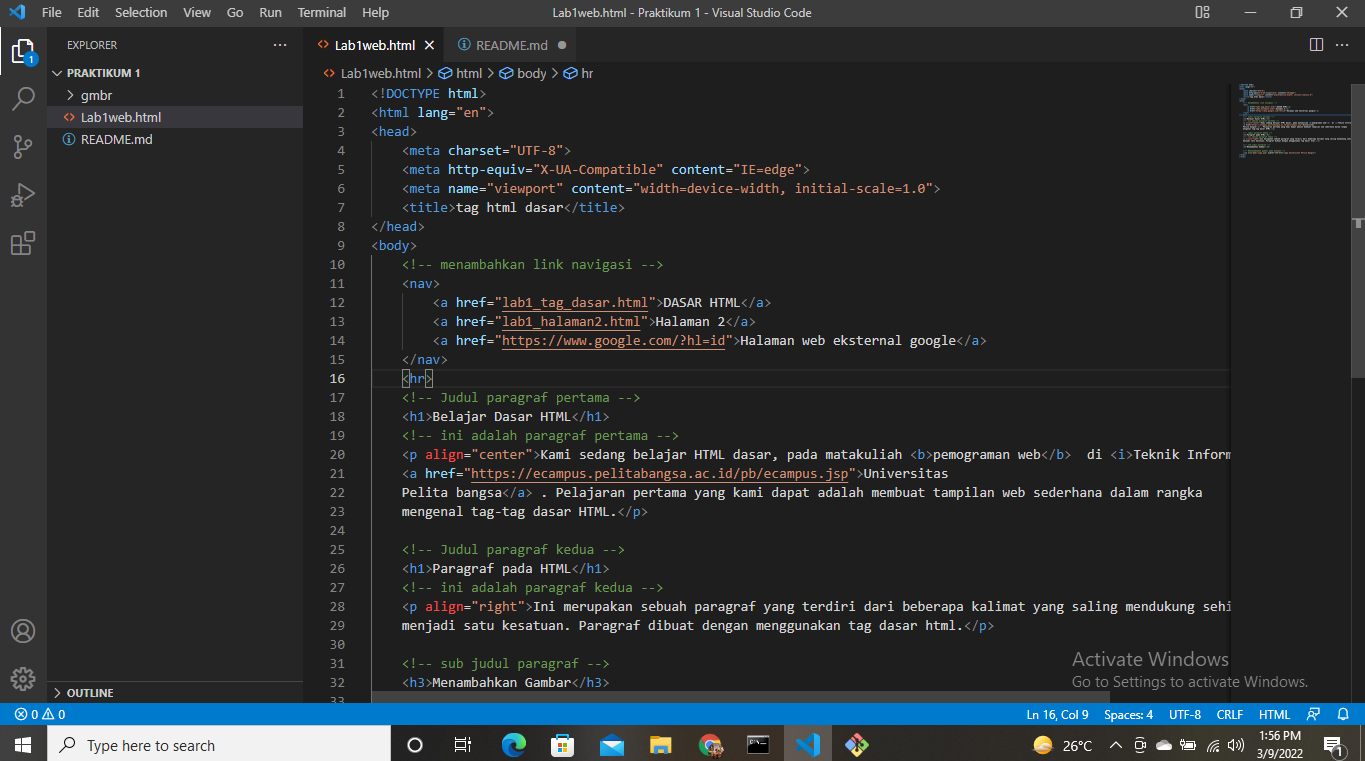 File Edit Selection View Go Run Terminal Help
Lab1web.html - Praktikum 1 - Visual Studio Code
EXPLORER
PRAKTIKUM 1
gmbr
Lab1web.html
README.md
OUTLINE
1
Lab1web.html
README.md
Lab1web.html > html > body > hr
1 <!DOCTYPE html>
2 <html lang="en">
3 <head>
4 <meta charset="UTF-8">
5 <meta http-equiv="X-UA-Compatible" content="IE=edge">
6 <meta name="viewport" content="width=device-width, initial-scale=1.0">
7 <title>tag html dasar</title>
8 </head>
9 <body>
10 <!-- menambahkan link navigasi -->
11 <nav>
12 <a href="lab1_tag_dasar.html">DASAR HTML</a>
13 <a href="lab1_halaman2.html">Halaman 2</a>
14 <a href="https://www.google.com/?hl=id">Halaman web eksternal google</a>
15 </nav>
16 <hr>
17 <!-- Judul paragraf pertama -->
18 <h1>Belajar Dasar HTML</h1>
19 <!-- ini adalah paragraf pertama -->
20 <p align="center">Kami sedang belajar HTML dasar, pada matakuliah <b>pemograman web</b>  di <i>Teknik Inform
21 <a href="https://ecampus.pelitabangsa.ac.id/pb/ecampus.jsp">Universitas
22 Pelita bangsa</a> . Pelajaran pertama yang kami dapat adalah membuat tampilan web sederhana dalam rangka
23 mengenal tag-tag dasar HTML.</p>
24
25 <!-- Judul paragraf kedua -->
26 <h1>Paragraf pada HTML</h1>
27 <!-- ini adalah paragraf kedua -->
28 <p align="right">Ini merupakan sebuah paragraf yang terdiri dari beberapa kalimat yang saling mendukung sehi
29 menjadi satu kesatuan. Paragraf dibuat dengan menggunakan tag dasar html.</p>
30
31 <!-- sub judul paragraf -->
32 <h3>Menambahkan Gambar</h3>
33
Activate Windows
Go to Settings to activate Windows.
0 0
Ln 16, Col 9 Spaces: 4 UTF-8 CRLF HTML
Type here to search
26°C
1:56 PM
3/9/2022
1